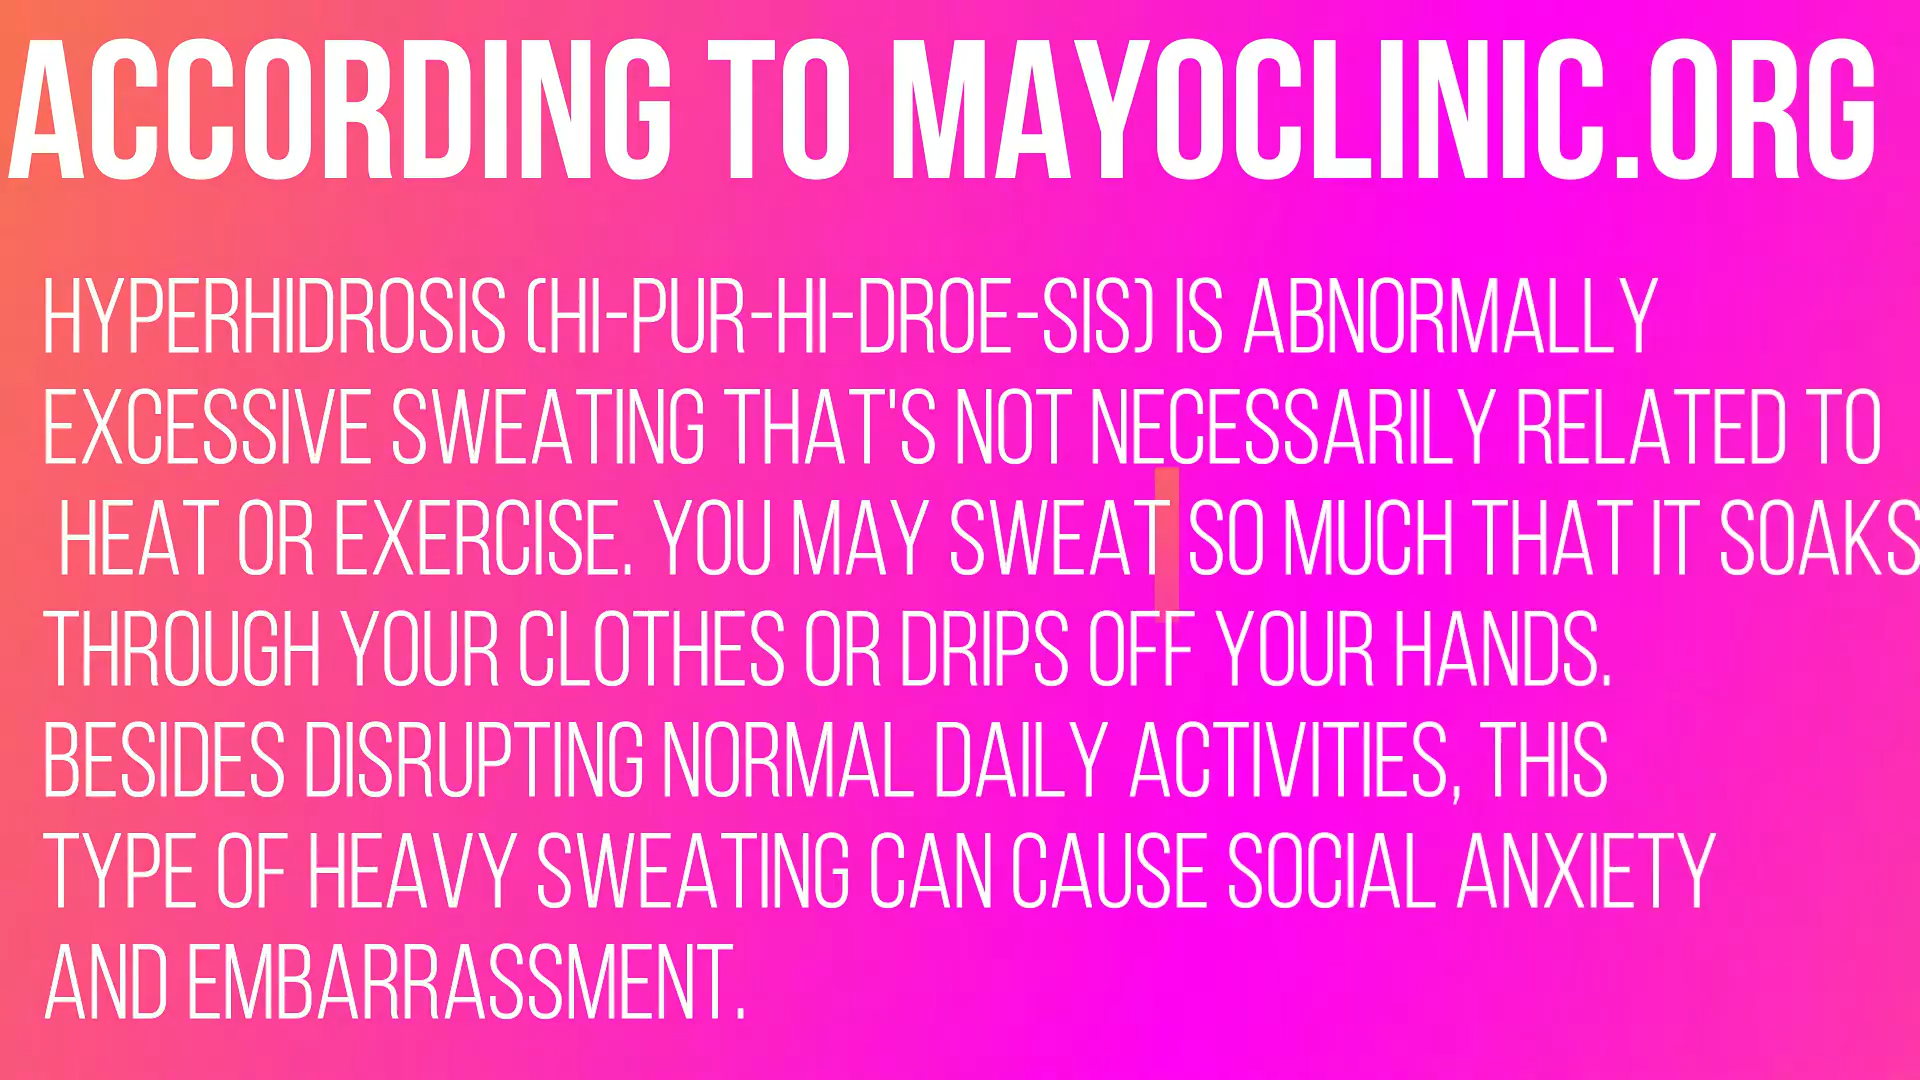 ACCORDING TO MAYOCLINIC.ORG
HYPERHIDROSIS (HI-PUR-HI-DROE-SIS) IS ABNORMALLY
EXCESSIVE SWEATING THAT'S NOT NECESSARILY RELATED TO
HEAT OR EXERCISE. YOU MAY SWEAT SO MUCH THAT IT SOAKS
THROUGH YOUR CLOTHES OR DRIPS OFF YOUR HANDS.
BESIDES DISRUPTING NORMAL DAILY ACTIVITIES, THIS
TYPE OF HEAVY SWEATING CAN CAUSE SOCIAL ANXIETY
AND EMBARRASSMENT.